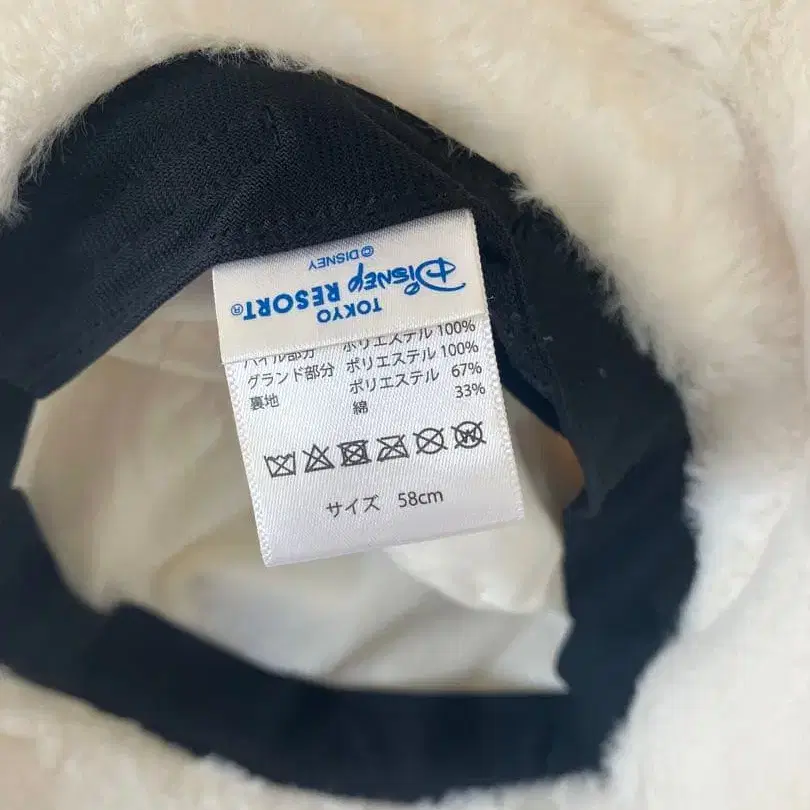 TOKYO
DISNEY RESORT®
© DISNEY
パイル部分 ポリエステル 100%
グランド部分 ポリエステル 100%
裏地 ポリエステル 67%
綿 33%
サイズ 58cm